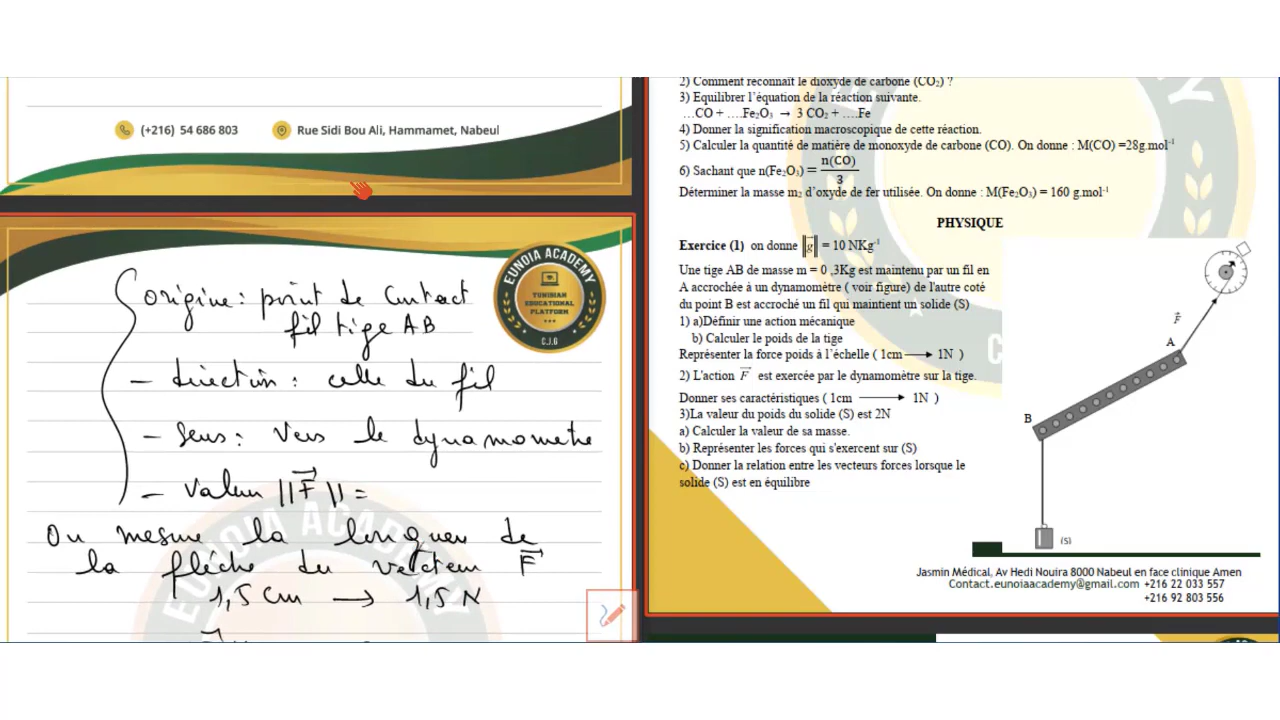 (+216) 54 686 803
Rue Sidi Bou Ali, Hammamet, Nabeul
EUNOIA ACADEMY
TUNISIAN
EDUCATIONAL
PLATFORM
C.J.G
origine : point de Contact
fil tige AB
- direction : celle du fil
- Sens : Vers le dynamomètre
- Valeur ||F→|| =
On mesure la longueur de
la flèche du vecteur F→
1,5 Cm → 1,5 N
EUNOIA ACADEMY
2) Comment reconnait le dioxyde de carbone (CO₂) ?
3) Equilibrer l'équation de la réaction suivante.
…CO + ….Fe₂O₃ → 3 CO₂ + ….Fe
4) Donner la signification macroscopique de cette réaction.
5) Calculer la quantité de matière de monoxyde de carbone (CO). On donne : M(CO) =28g.mol⁻¹
6) Sachant que n(Fe₂O₃) = n(CO)/3
Déterminer la masse m₂ d'oxyde de fer utilisée. On donne : M(Fe₂O₃) = 160 g.mol⁻¹
PHYSIQUE
Exercice (1) on donne ||g→|| = 10 NKg⁻¹
Une tige AB de masse m = 0 ,3Kg est maintenu par un fil en
A accrochée à un dynamomètre ( voir figure) de l'autre coté
du point B est accroché un fil qui maintient un solide (S)
1) a)Définir une action mécanique
b) Calculer le poids de la tige
Représenter la force poids à l'échelle ( 1cm → 1N )
2) L'action F→ est exercée par le dynamomètre sur la tige.
Donner ses caractéristiques ( 1cm → 1N )
3)La valeur du poids du solide (S) est 2N
a) Calculer la valeur de sa masse.
b) Représenter les forces qui s'exercent sur (S)
c) Donner la relation entre les vecteurs forces lorsque le
solide (S) est en équilibre
F→
A
B
(S)
Jasmin Médical, Av Hedi Nouira 8000 Nabeul en face clinique Amen
Contact.eunoiaacademy@gmail.com +216 22 033 557
+216 92 803 556